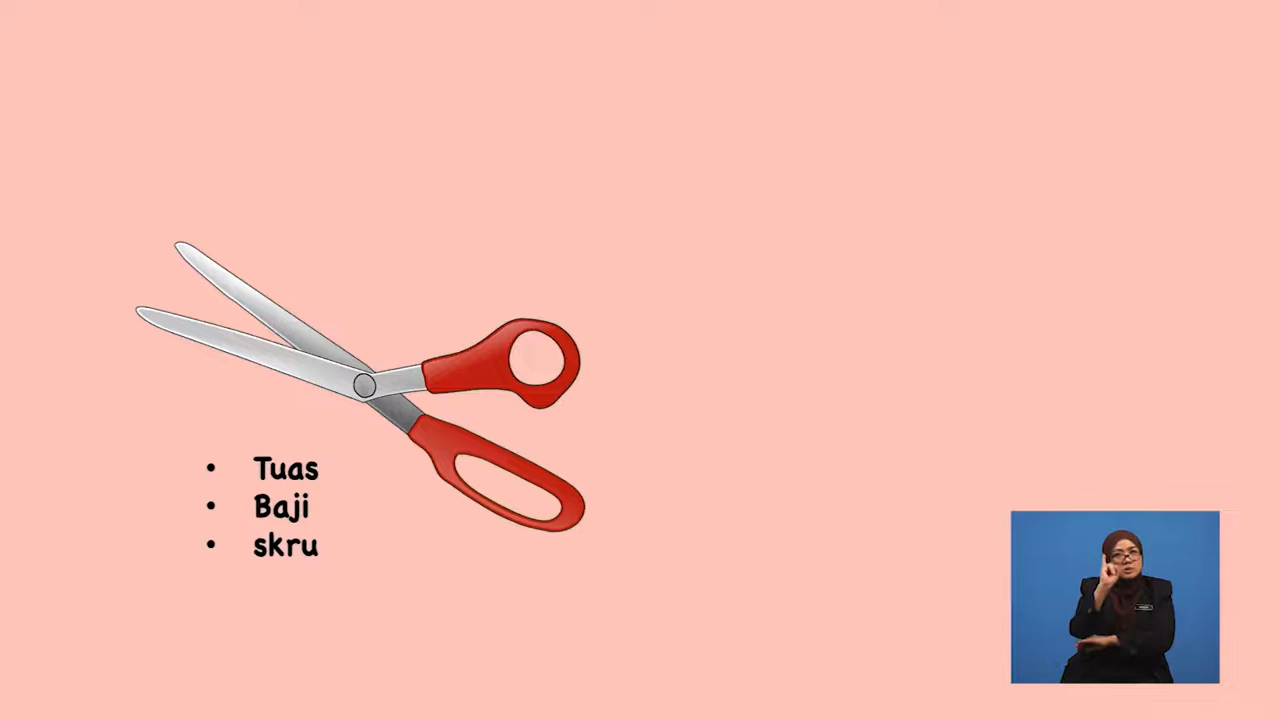 • Tuas
• Baji
• skru